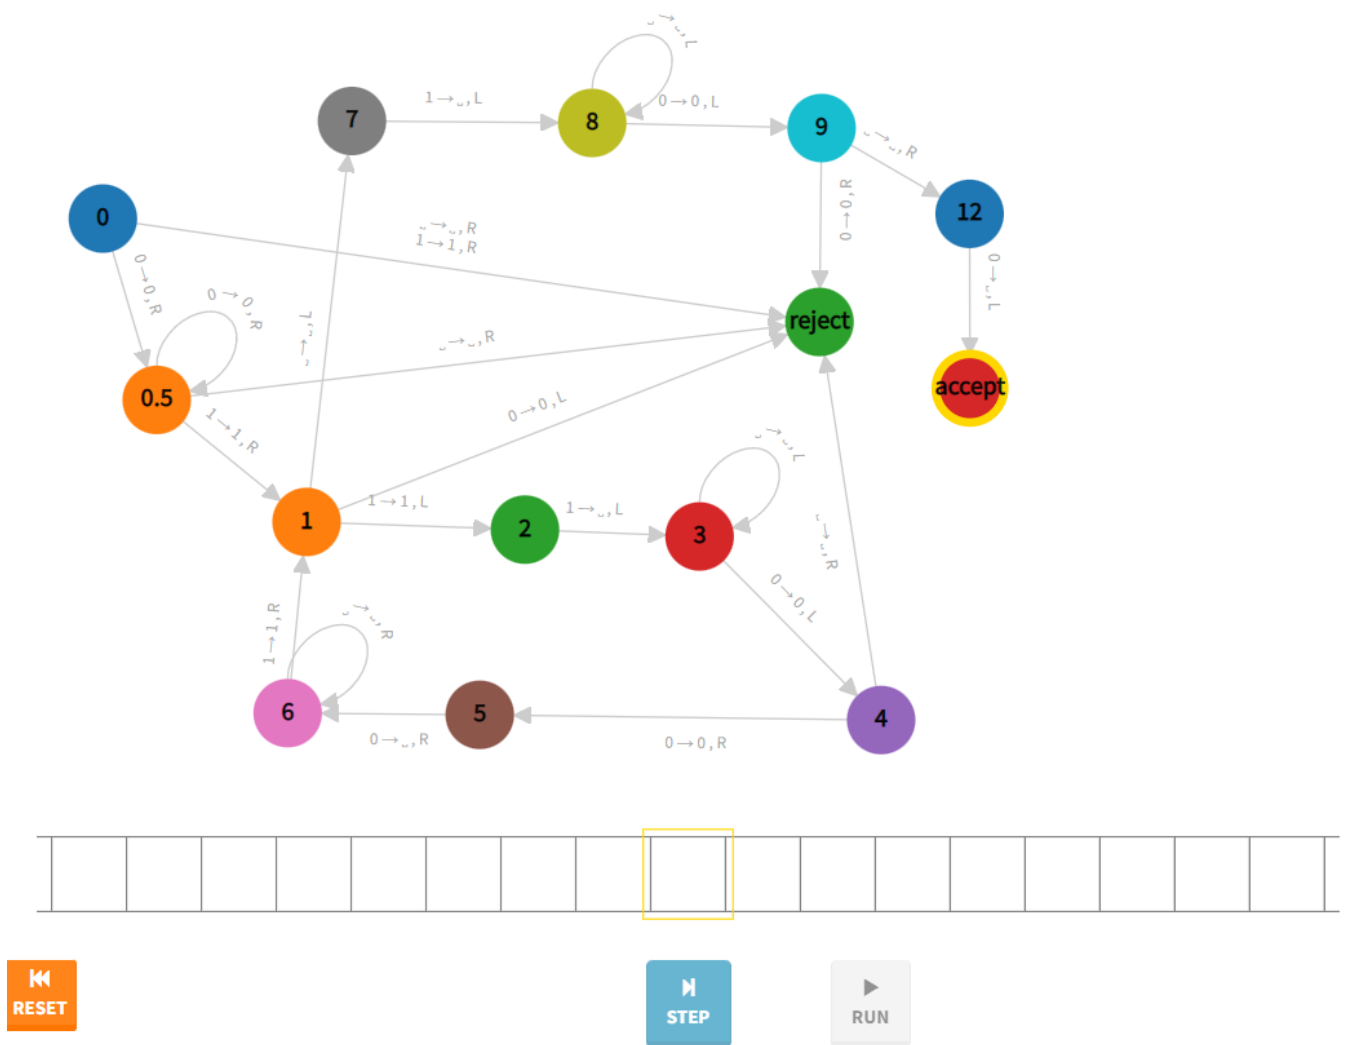 ␣→␣,L
7
1→␣,L
8
0→0,L
9
␣→␣,R
0
12
0→0,R
␣→␣,R
1→1,R
0→0,R
0→0,R
0→␣,L
␣→␣,L
reject
␣→␣,R
0.5
accept
1→1,R
0→0,L
␣→␣,L
1
1→1,L
2
1→␣,L
3
␣→␣,R
0→0,L
1→1,R
␣→␣,R
6
0→␣,R
5
0→0,R
4
RESET
STEP
RUN